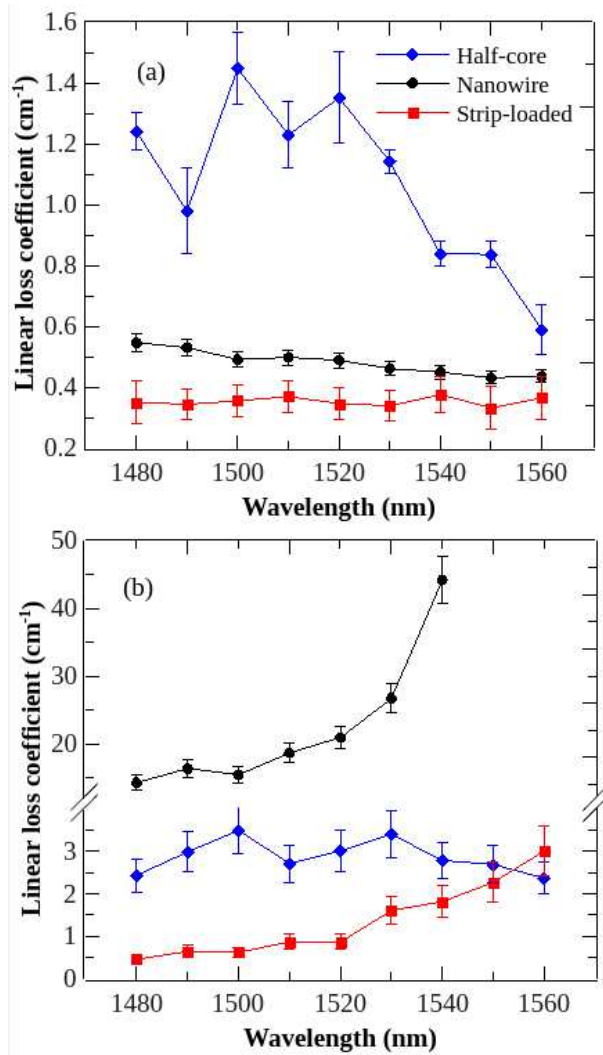 1.6
1.4
1.2
1.0
0.8
0.6
0.4
0.2
Linear loss coefficient (cm⁻¹)
(a)
Half-core
Nanowire
Strip-loaded
1480 1500 1520 1540 1560
Wavelength (nm)
50
40
30
20
3
2
1
0
Linear loss coefficient (cm⁻¹)
(b)
1480 1500 1520 1540 1560
Wavelength (nm)